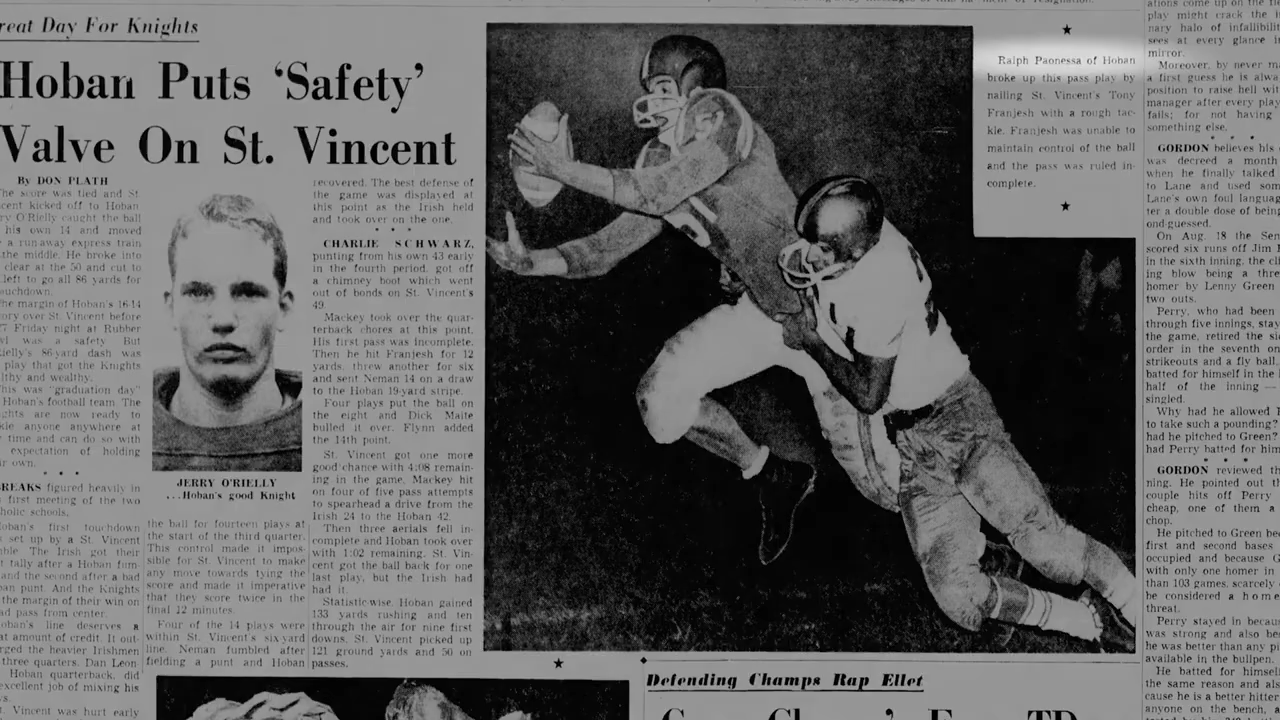 reat Day For Knights
Hoban Puts 'Safety'
Valve On St. Vincent
By DON PLATH
he score was tied and St
cent kicked off to Hoban
ry O'Rielly caught the ball
his own 14 and moved
a runaway express train
the middle. He broke into
clear at the 50 and cut to
left to go all 86 yards for
uchdown.
he margin of Hoban's 16-14
ory over St. Vincent before
7 Friday night at Rubber
wl was a safety But
ielly's 86-yard dash was
play that got the Knights
lthy and wealthy.
his was "graduation day"
Hoban's football team. The
ghts are now ready to
kle anyone anywhere at
time and can do so with
expectation of holding
ir own.
REAKS figured heavily in
first meeting of the two
holic schools.
oban's first touchdown
set up by a St. Vincent
ble. The Irish got their
t tally after a Hoban fum-
and the second after a bad
an punt. And the Knights
the margin of their win on
ad pass from center.
oban's line deserves a
at amount of credit. It out-
rged the heavier Irishmen
three quarters. Dan Leon
Hoban quarterback, did
excellent job of mixing his
s.
t. Vincent was hurt early
JERRY O'RIELLY
...Hoban's good Knight
the ball for fourteen plays at
the start of the third quarter.
This control made it impos-
sible for St. Vincent to make
any move towards tying the
score and made it imperative
that they score twice in the
final 12 minutes.
Four of the 14 plays were
within St. Vincent's six-yard
line. Neman fumbled after
fielding a punt and Hoban
recovered. The best defense of
the game was displayed at
this point as the Irish held
and took over on the one.
CHARLIE SCHWARZ,
punting from his own 43 early
in the fourth period, got off
a chimney boot which went
out of bonds on St. Vincent's
49.
Mackey took over the quar-
terback chores at this point.
His first pass was incomplete.
Then he hit Franjesh for 12
yards, threw another for six
and sent Neman 14 on a draw
to the Hoban 19-yard stripe.
Four plays put the ball on
the eight and Dick Maite
bulled it over. Flynn added
the 14th point.
St. Vincent got one more
good chance with 4:08 remain-
ing in the game. Mackey hit
on four of five pass attempts
to spearhead a drive from the
Irish 24 to the Hoban 42.
Then three aerials fell in-
complete and Hoban took over
with 1:02 remaining. St. Vin-
cent got the ball back for one
last play, but the Irish had
had it.
Statistic-wise, Hoban gained
133 yards rushing and ten
through the air for nine first
downs. St. Vincent picked up
121 ground yards and 50 on
passes.
Ralph Paonessa of Hoban
broke up this pass play by
nailing St. Vincent's Tony
Franjesh with a rough tac-
kle. Franjesh was unable to
maintain control of the ball
and the pass was ruled in-
complete.
Defending Champs Rap Ellet
ations come up on the
play might crack the
nary halo of infallibili
sees at every glance i
mirror.
Moreover, by never ma
a first guess he is alwa
position to raise hell wit
manager after every play
fails; for not having
something else.
GORDON believes his
was decreed a month
when he finally talked
to Lane and used som
Lane's own foul languag
ter a double dose of being
ond-guessed.
On Aug. 18 the Sen
scored six runs off Jim
in the sixth inning, the cl
ing blow being a three
homer by Lenny Green
two outs.
Perry, who had been
through five innings, stay
the game, retired the si
order in the seventh on
strikeouts and a fly ball,
batted for himself in the
half of the inning —
singled.
Why had he allowed
to take such a pounding?
had he pitched to Green?
had Perry batted for him
GORDON reviewed th
ning. He pointed out th
couple hits off Perry
cheap, one of them a
chop.
He pitched to Green bec
first and second bases
occupied and because G
with only one homer in
than 103 games, scarcely
be considered a home
threat.
Perry stayed in becau
was strong and also be
he was better than any pi
available in the bullpen.
He batted for himself
the same reason and als
cause he is a better hitter
anyone on the bench, a